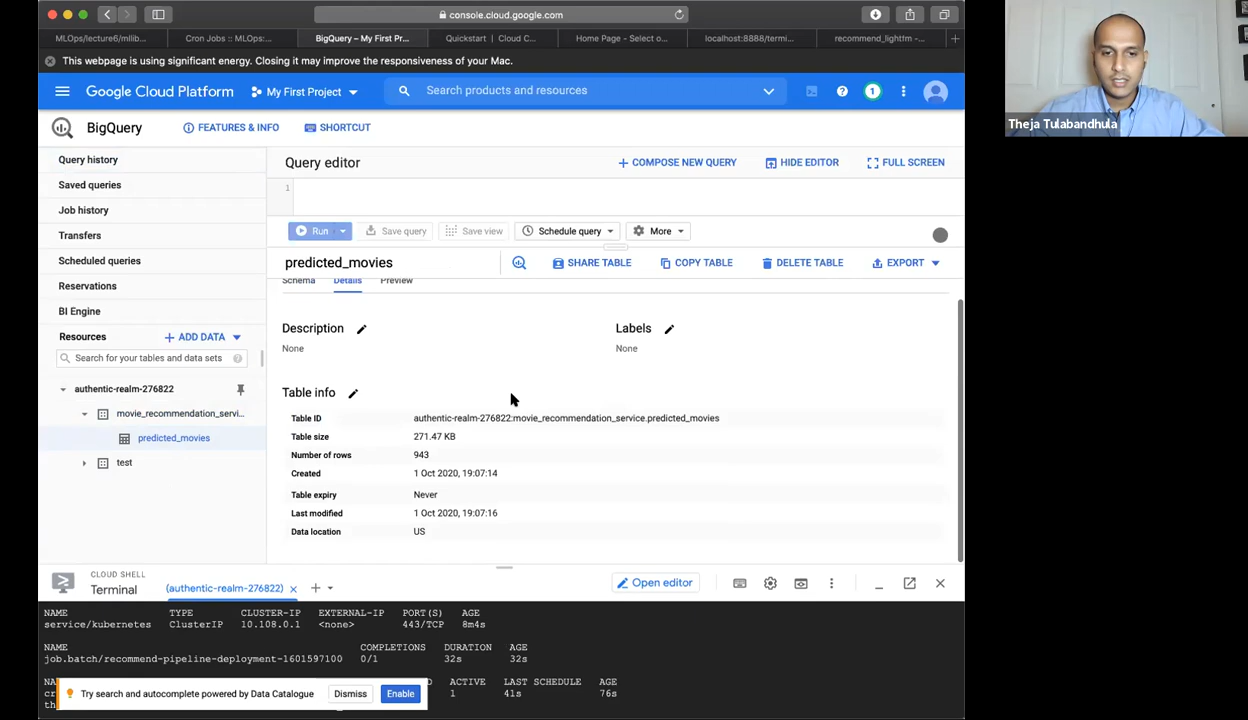 console.cloud.google.com
MLOps/lecture6/mllib... Cron Jobs :: MLOps:... BigQuery – My First Pr... Quickstart | Cloud C... Home Page - Select o... localhost:8888/termi... recommend_lightfm -...
This webpage is using significant energy. Closing it may improve the responsiveness of your Mac.
Google Cloud Platform My First Project Search products and resources 1
BigQuery FEATURES & INFO SHORTCUT
Query history
Saved queries
Job history
Transfers
Scheduled queries
Reservations
BI Engine
Resources + ADD DATA
Search for your tables and data sets
authentic-realm-276822
movie_recommendation_servi...
predicted_movies
test
Query editor + COMPOSE NEW QUERY HIDE EDITOR FULL SCREEN
1
Run Save query Save view Schedule query More
predicted_movies SHARE TABLE COPY TABLE DELETE TABLE EXPORT
Schema Details Preview
Description Labels
None None
Table info
Table ID authentic-realm-276822:movie_recommendation_service.predicted_movies
Table size 271.47 KB
Number of rows 943
Created 1 Oct 2020, 19:07:14
Table expiry Never
Last modified 1 Oct 2020, 19:07:16
Data location US
CLOUD SHELL
Terminal (authentic-realm-276822) Open editor
NAME TYPE CLUSTER-IP EXTERNAL-IP PORT(S) AGE
service/kubernetes ClusterIP 10.108.0.1 <none> 443/TCP 8m4s
NAME COMPLETIONS DURATION AGE
job.batch/recommend-pipeline-deployment-1601597100 0/1 32s 32s
NA D ACTIVE LAST SCHEDULE AGE
cr 1 41s 76s
th
Try search and autocomplete powered by Data Catalogue Dismiss Enable
Theja Tulabandhula